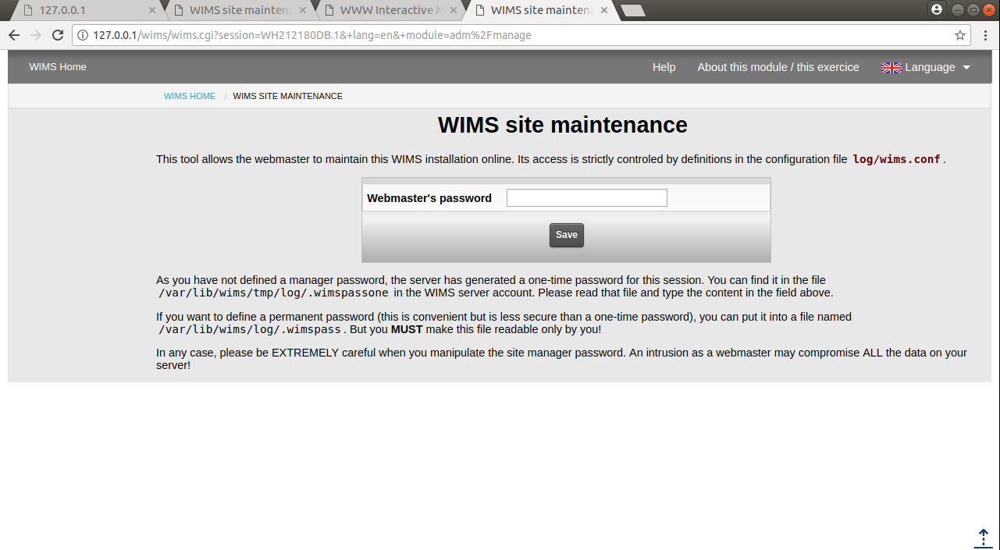 127.0.0.1
WIMS site mainten
WWW Interactive M
WIMS site mainten
127.0.0.1/wims/wims.cgi?session=WH212180DB.1&+lang=en&+module=adm%2Fmanage
WIMS Home
Help
About this module / this exercice
Language
WIMS HOME / WIMS SITE MAINTENANCE
WIMS site maintenance
This tool allows the webmaster to maintain this WIMS installation online. Its access is strictly controled by definitions in the configuration file log/wims.conf .
Webmaster's password
Save
As you have not defined a manager password, the server has generated a one-time password for this session. You can find it in the file
/var/lib/wims/tmp/log/.wimspassone in the WIMS server account. Please read that file and type the content in the field above.
If you want to define a permanent password (this is convenient but is less secure than a one-time password), you can put it into a file named
/var/lib/wims/log/.wimspass . But you MUST make this file readable only by you!
In any case, please be EXTREMELY careful when you manipulate the site manager password. An intrusion as a webmaster may compromise ALL the data on your
server!